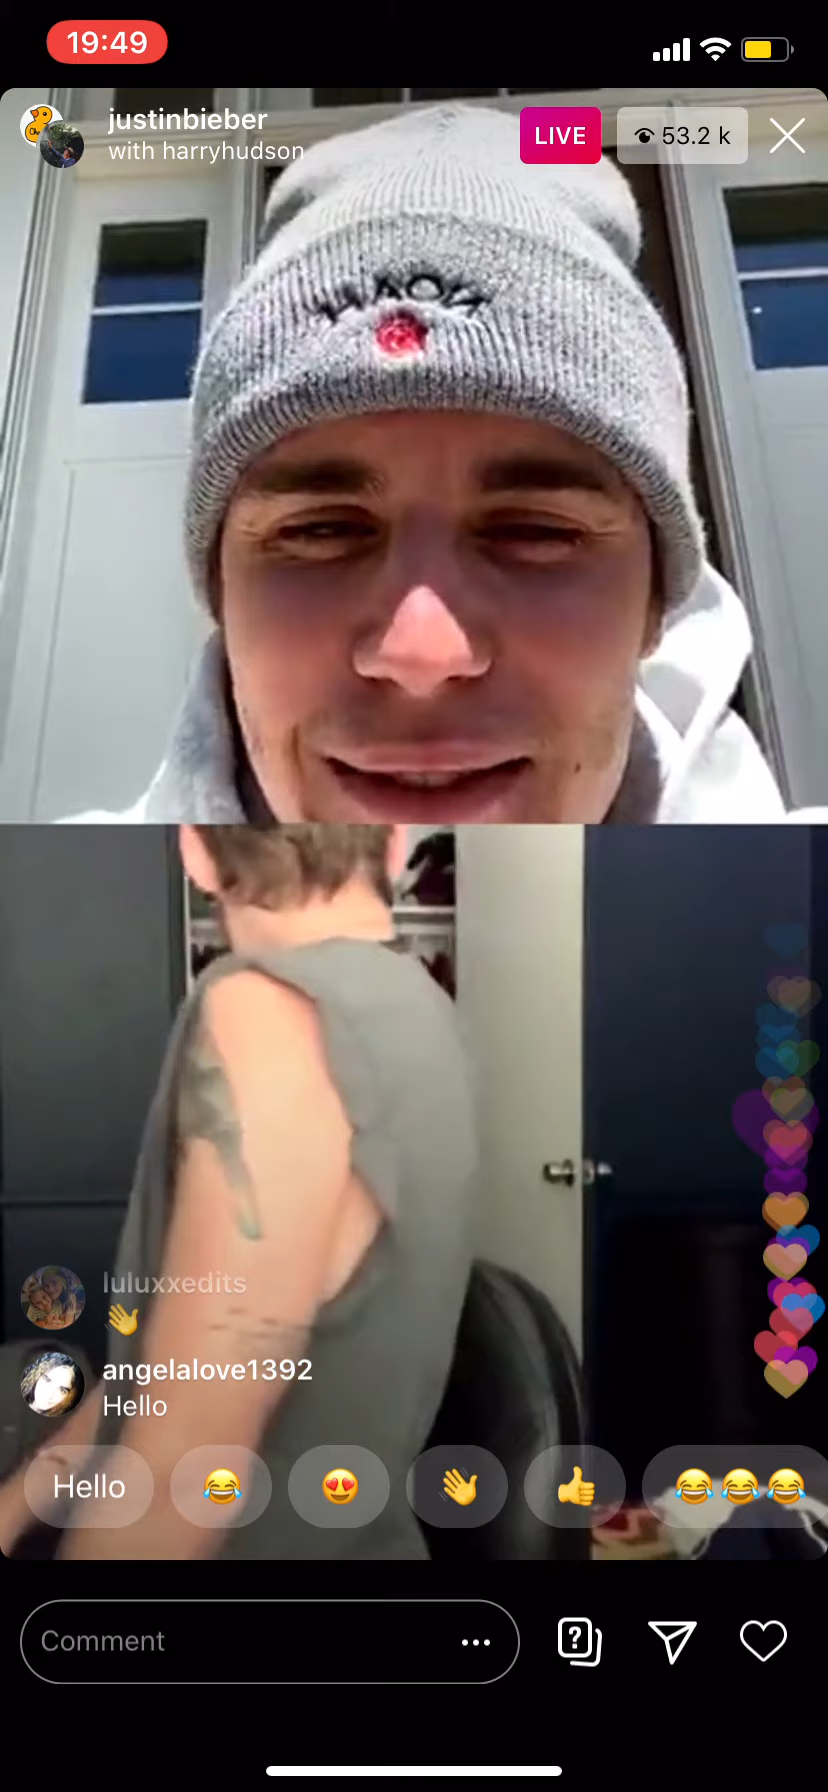 19:49
justinbieber
with harryhudson
LIVE
53.2 k
luluxxedits
👋
angelalove1392
Hello
Hello 😂 😍 👋 👍 😂😂😂
Comment